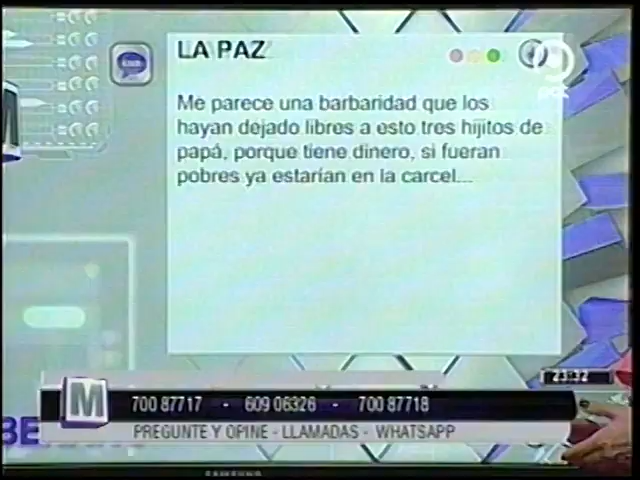 LA PAZ
Me parece una barbaridad que los
hayan dejado libres a esto tres hijitos de
papá, porque tiene dinero, si fueran
pobres ya estarían en la carcel...
23:32
M
700 87717 - 609 06326 - 700 87718
PREGUNTE Y OPINE - LLAMADAS - WHATSAPP
SAMSUNG